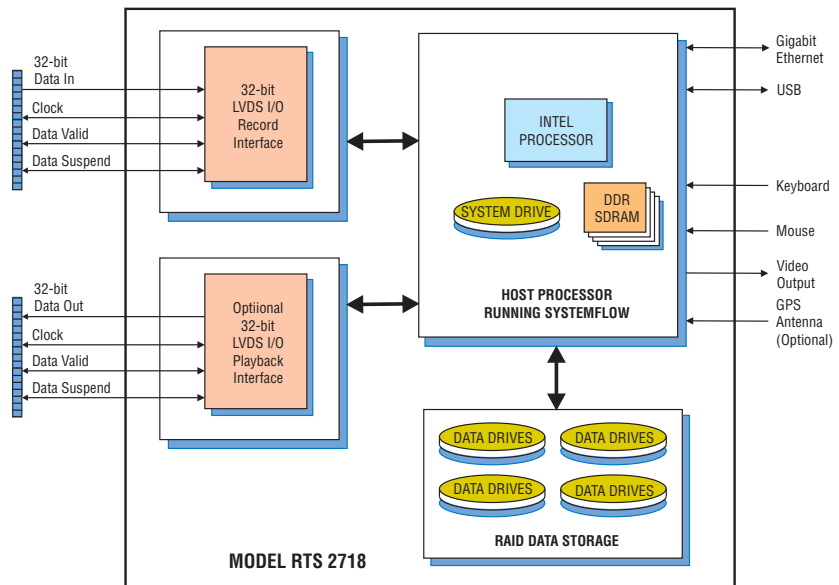 32-bit
Data In
Clock
Data Valid
Data Suspend
32-bit
LVDS I/O
Record
Interface
INTEL
PROCESSOR
SYSTEM DRIVE
DDR
SDRAM
HOST PROCESSOR
RUNNING SYSTEMFLOW
Gigabit
Ethernet
USB
Keyboard
Mouse
Video
Output
GPS
Antenna
(Optional)
32-bit
Data Out
Clock
Data Valid
Data Suspend
Optiional
32-bit
LVDS I/O
Playback
Interface
DATA DRIVES
DATA DRIVES
DATA DRIVES
DATA DRIVES
RAID DATA STORAGE
MODEL RTS 2718